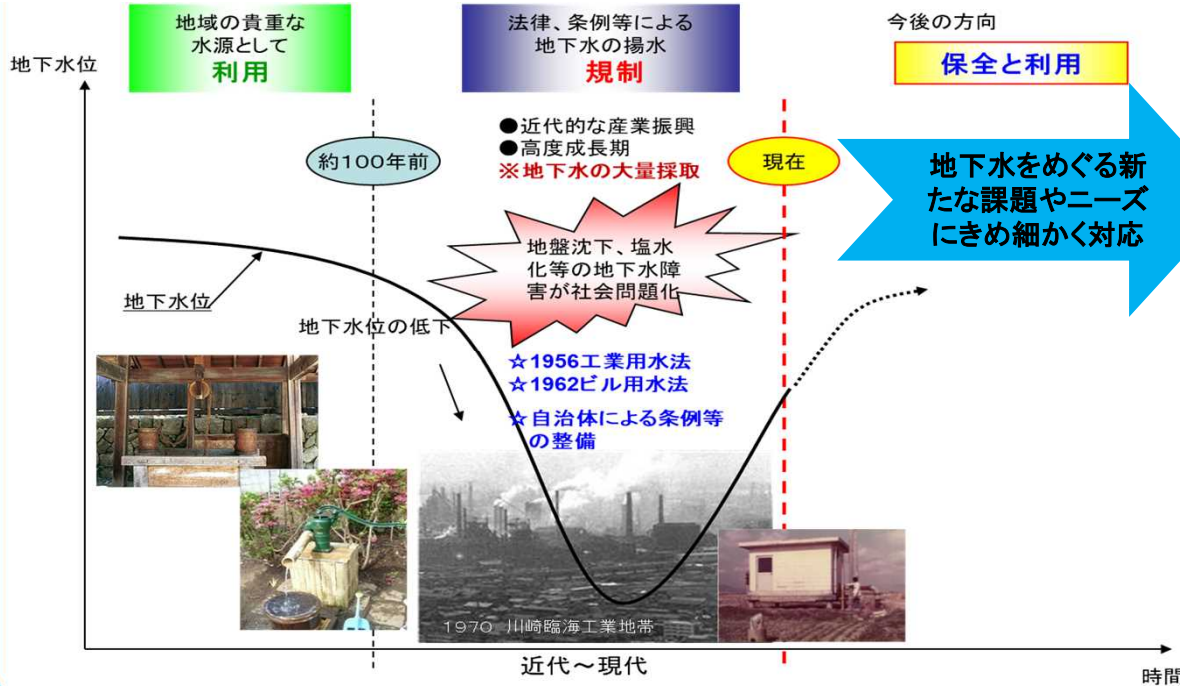 地域の貴重な
水源として
利用
法律、条例等による
地下水の揚水
規制
今後の方向
保全と利用
地下水位
●近代的な産業振興
●高度成長期
※地下水の大量採取
約100年前
現在
地下水をめぐる新
たな課題やニーズ
にきめ細かく対応
地盤沈下、塩水
化等の地下水障
害が社会問題化
地下水位
地下水位の低下
☆1956工業用水法
☆1962ビル用水法
☆自治体による条例等
の整備
1970 川崎臨海工業地帯
近代～現代
時間